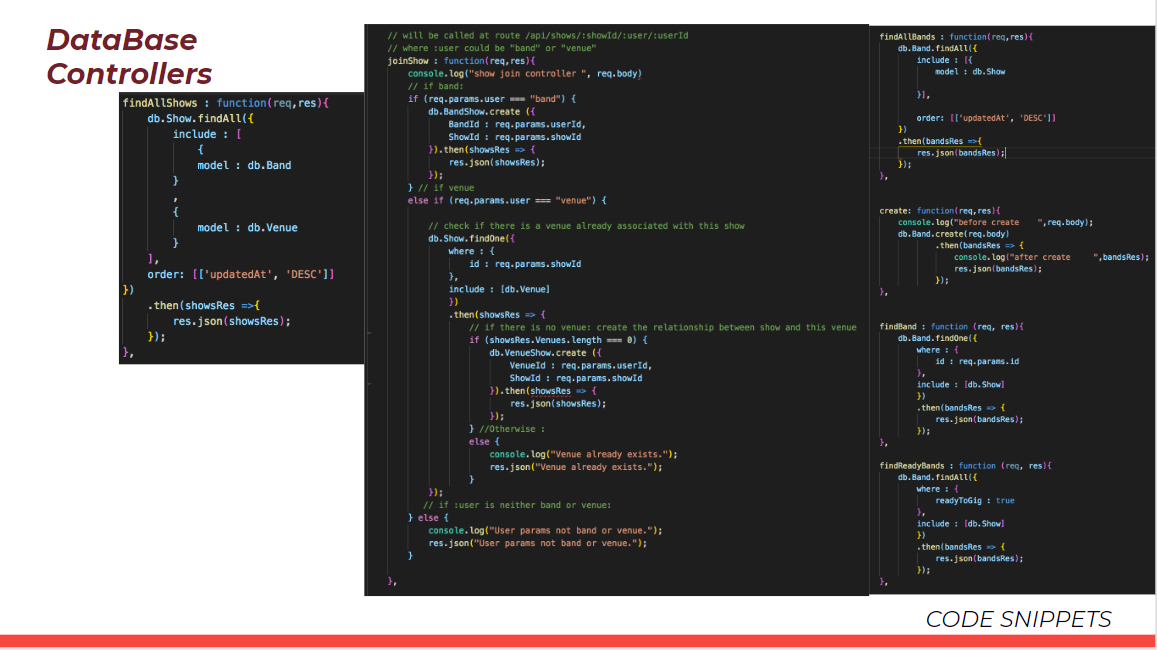 DataBase
Controllers
findAllShows : function(req,res){
db.Show.findAll({
include : [
{
model : db.Band
}
,
{
model : db.Venue
}
],
order: [['updatedAt', 'DESC']]
})
.then(showsRes =>{
res.json(showsRes);
});
},
// will be called at route /api/shows/:showId/:user/:userId
// where :user could be "band" or "venue"
joinShow : function(req,res){
console.log("show join controller ", req.body)
// if band:
if (req.params.user === "band") {
db.BandShow.create ({
BandId : req.params.userId,
ShowId : req.params.showId
}).then(showsRes => {
res.json(showsRes);
});
} // if venue
else if (req.params.user === "venue") {
// check if there is a venue already associated with this show
db.Show.findOne({
where : {
id : req.params.showId
},
include : [db.Venue]
})
.then(showsRes => {
// if there is no venue: create the relationship between show and this venue
if (showsRes.Venues.length === 0) {
db.VenueShow.create ({
VenueId : req.params.userId,
ShowId : req.params.showId
}).then(showsRes => {
res.json(showsRes);
});
} //Otherwise :
else {
console.log("Venue already exists.");
res.json("Venue already exists.");
}
});
// if :user is neither band or venue:
} else {
console.log("User params not band or venue.");
res.json("User params not band or venue.");
}
},
findAllBands : function(req,res){
db.Band.findAll({
include : [{
model : db.Show
}],
order: [['updatedAt', 'DESC']]
})
.then(bandsRes =>{
res.json(bandsRes);
});
},
create: function(req,res){
console.log("before create    ",req.body);
db.Band.create(req.body)
.then(bandsRes => {
console.log("after create     ",bandsRes);
res.json(bandsRes);
});
},
findBand : function (req, res){
db.Band.findOne({
where : {
id : req.params.id
},
include : [db.Show]
})
.then(bandsRes => {
res.json(bandsRes);
});
},
findReadyBands : function (req, res){
db.Band.findAll({
where : {
readyToGig : true
},
include : [db.Show]
})
.then(bandsRes => {
res.json(bandsRes);
});
},
CODE SNIPPETS